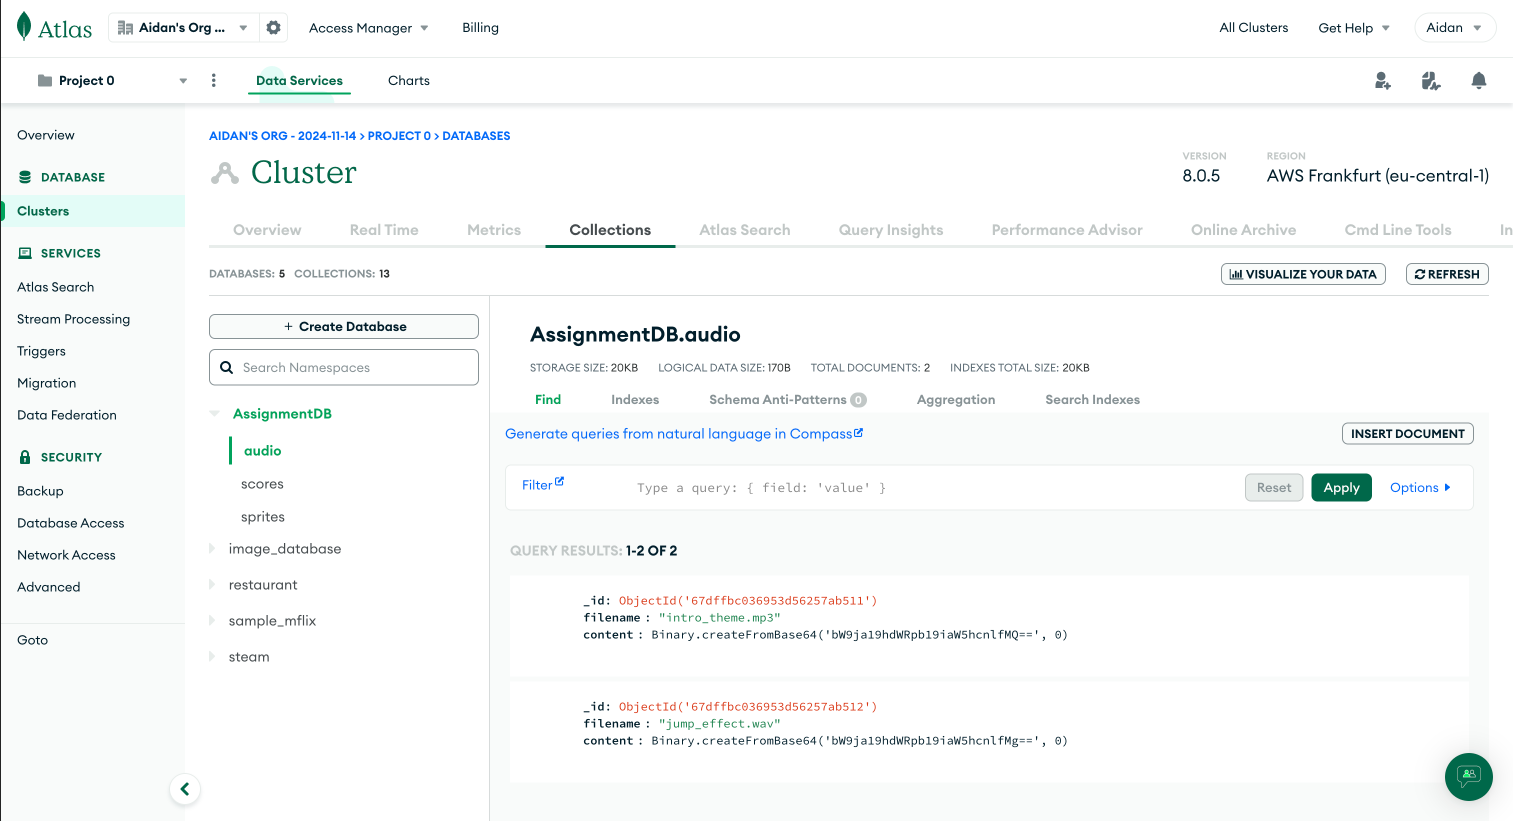 Atlas
Aidan's Org ...
Access Manager
Billing
All Clusters
Get Help
Aidan
Project 0
Data Services
Charts
Overview
DATABASE
Clusters
SERVICES
Atlas Search
Stream Processing
Triggers
Migration
Data Federation
SECURITY
Backup
Database Access
Network Access
Advanced
Goto
AIDAN'S ORG - 2024-11-14 > PROJECT 0 > DATABASES
Cluster
VERSION
8.0.5
REGION
AWS Frankfurt (eu-central-1)
Overview
Real Time
Metrics
Collections
Atlas Search
Query Insights
Performance Advisor
Online Archive
Cmd Line Tools
In
DATABASES: 5 COLLECTIONS: 13
VISUALIZE YOUR DATA
REFRESH
+ Create Database
Search Namespaces
AssignmentDB
audio
scores
sprites
image_database
restaurant
sample_mflix
steam
AssignmentDB.audio
STORAGE SIZE: 20KB LOGICAL DATA SIZE: 170B TOTAL DOCUMENTS: 2 INDEXES TOTAL SIZE: 20KB
Find
Indexes
Schema Anti-Patterns 0
Aggregation
Search Indexes
Generate queries from natural language in Compass
INSERT DOCUMENT
Filter
Type a query: { field: 'value' }
Reset
Apply
Options
QUERY RESULTS: 1-2 OF 2
_id: ObjectId('67dffbc036953d56257ab511')
filename : "intro_theme.mp3"
content : Binary.createFromBase64('bW9ja19hdWRpb19iaW5hcnlfMQ==', 0)
_id: ObjectId('67dffbc036953d56257ab512')
filename : "jump_effect.wav"
content : Binary.createFromBase64('bW9ja19hdWRpb19iaW5hcnlfMg==', 0)